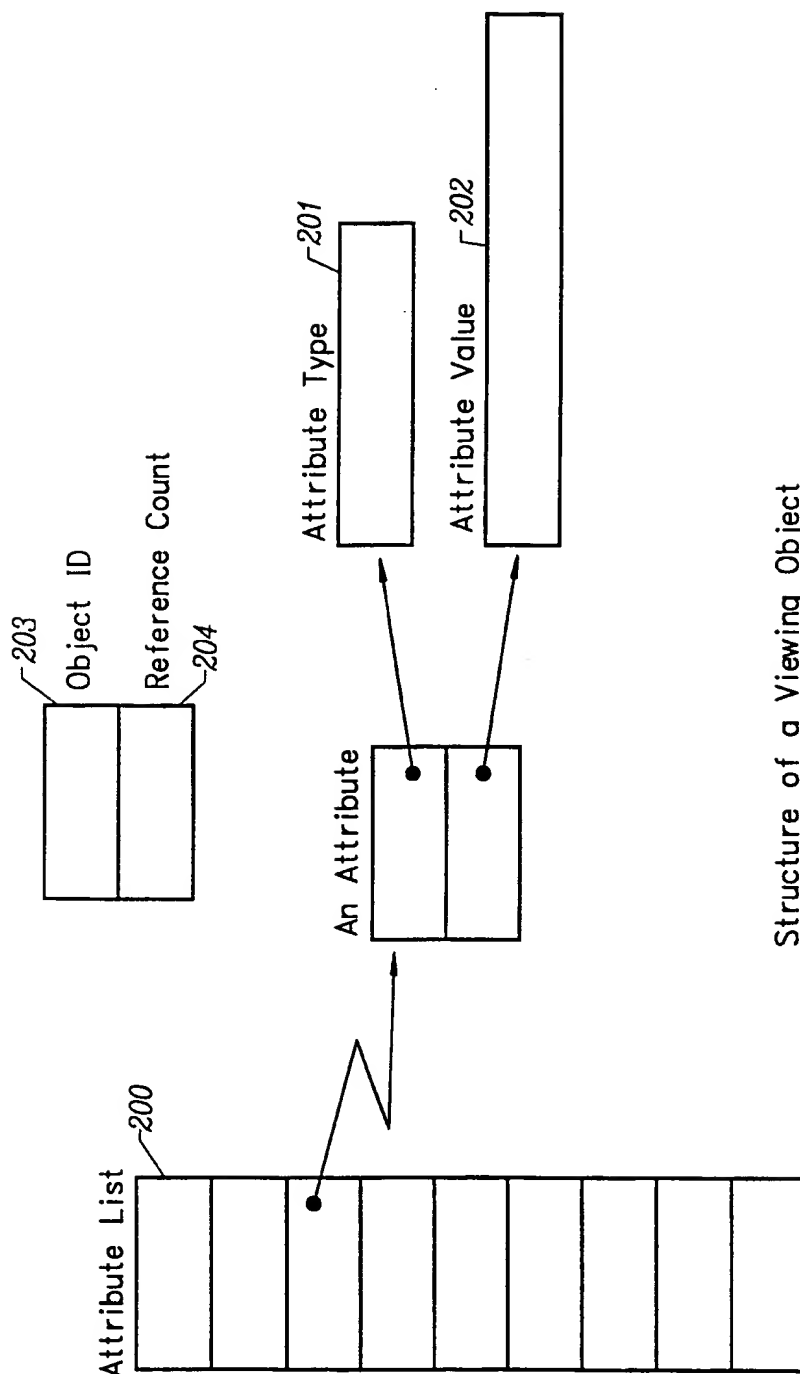 Attribute List
200
203
Object ID
Reference Count
204
An Attribute
Attribute Type
201
Attribute Value
202
Structure of a Viewing Object